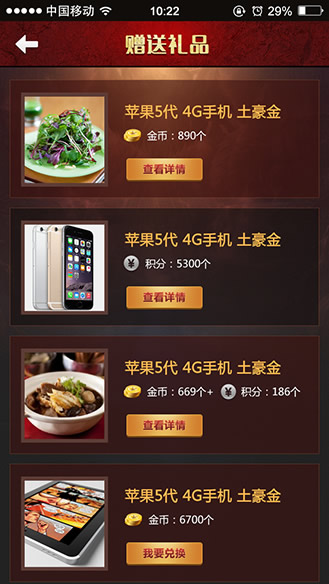 中国移动
10:22
29%
赠送礼品
苹果5代 4G手机 土豪金
金币：890个
查看详情
苹果5代 4G手机 土豪金
¥ 积分：5300个
查看详情
苹果5代 4G手机 土豪金
金币：669个+ ¥ 积分：186个
查看详情
苹果5代 4G手机 土豪金
金币：6700个
我要兑换